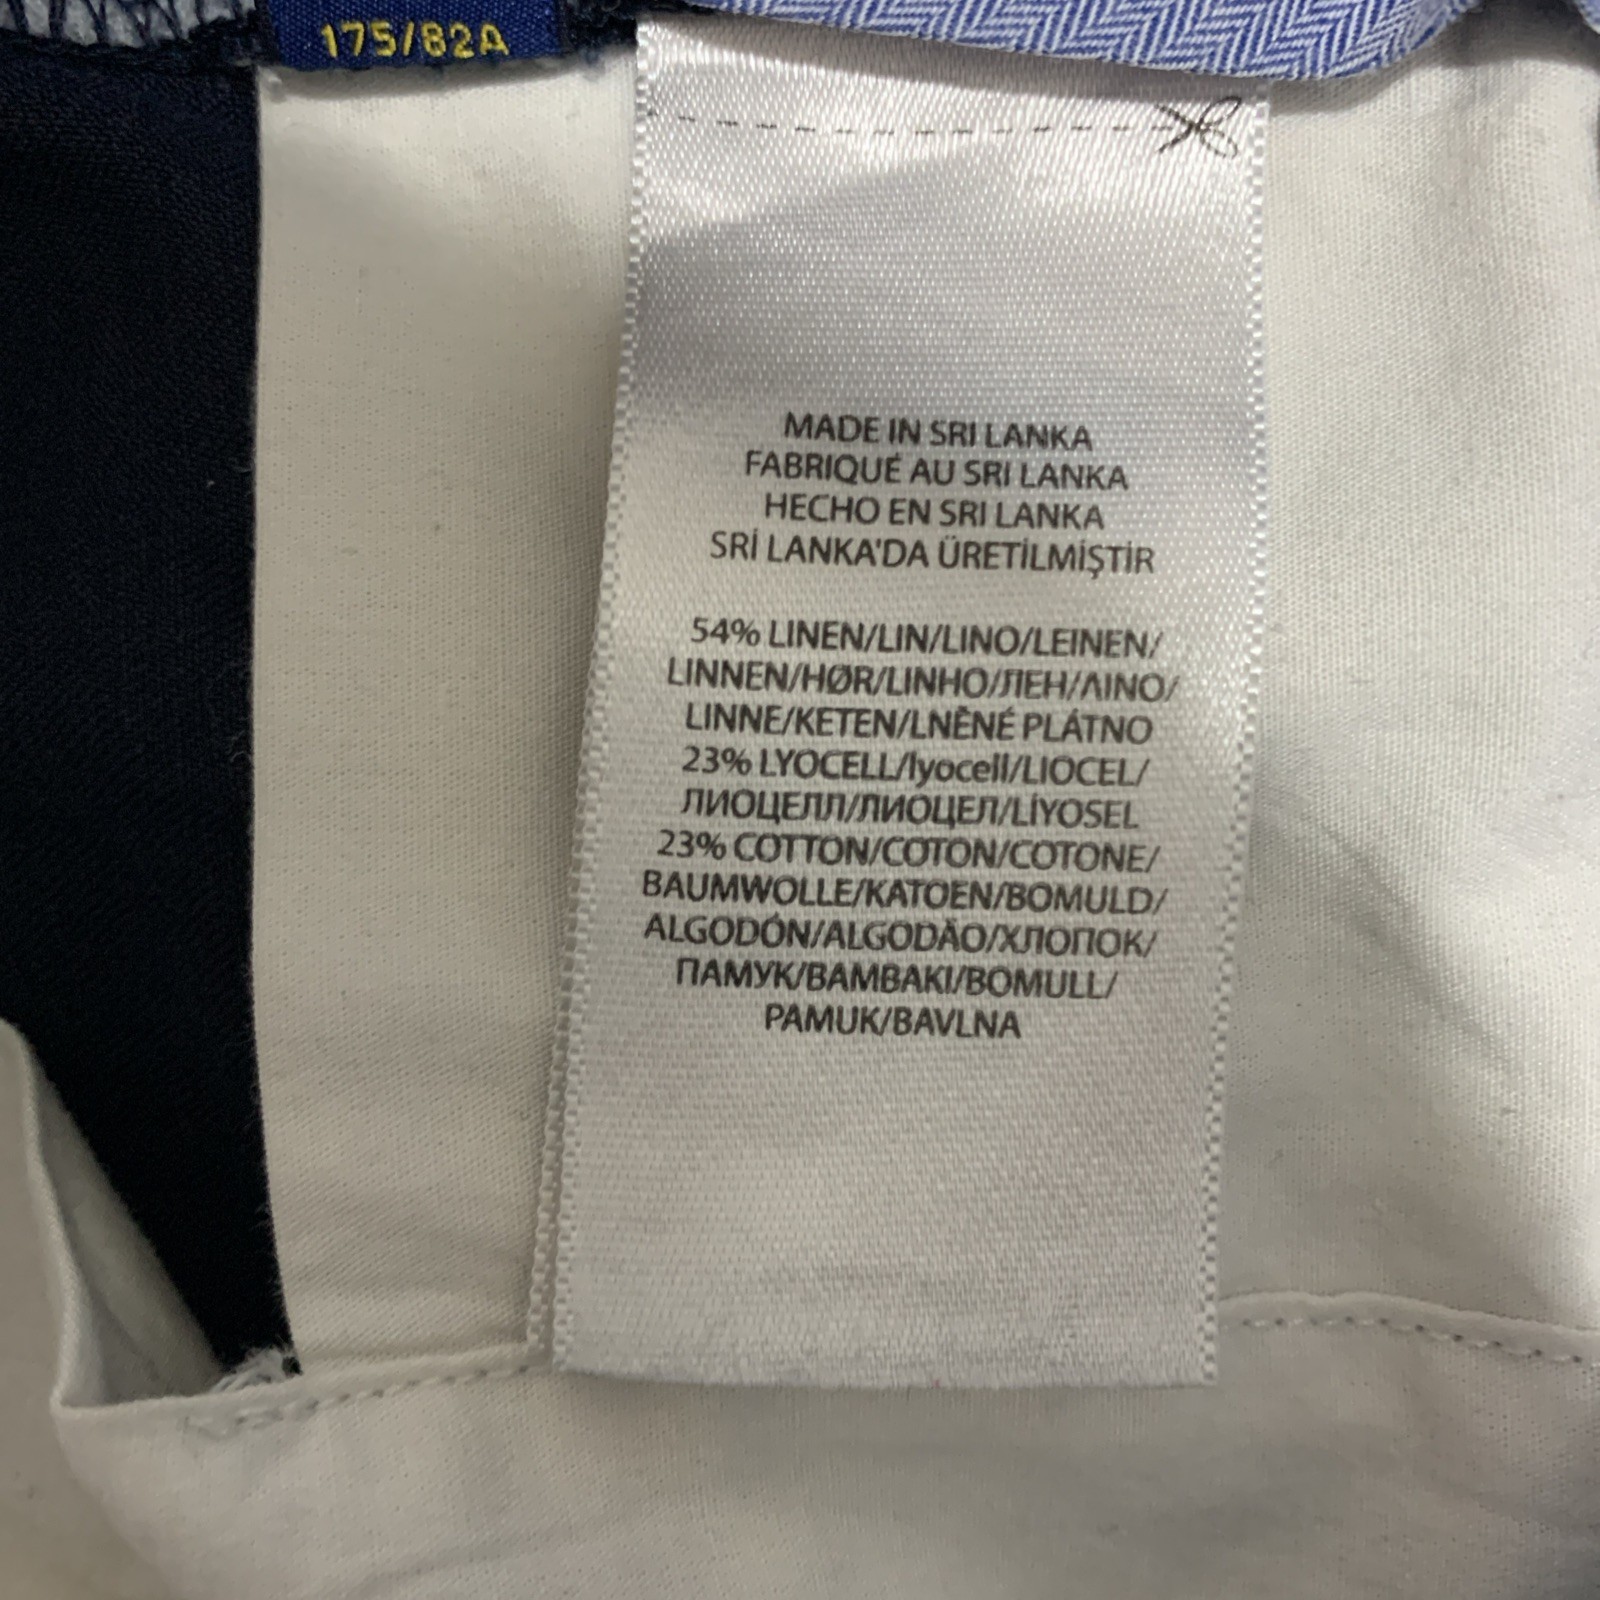 175/82A
MADE IN SRI LANKA
FABRIQUÉ AU SRI LANKA
HECHO EN SRI LANKA
SRİ LANKA'DA ÜRETİLMİŞTİR
54% LINEN/LIN/LINO/LEINEN/
LINNEN/HØR/LINHO/ЛЕН/ΛΙΝΟ/
LINNE/KETEN/LNĚNÉ PLÁTNO
23% LYOCELL/lyocell/LIOCEL/
ЛИОЦЕЛЛ/ЛИОЦЕЛ/LİYOSEL
23% COTTON/COTON/COTONE/
BAUMWOLLE/KATOEN/BOMULD/
ALGODÓN/ALGODÃO/ХЛОПОК/
ПАМУК/ΒΑΜΒΑΚΙ/BOMULL/
PAMUK/BAVLNA